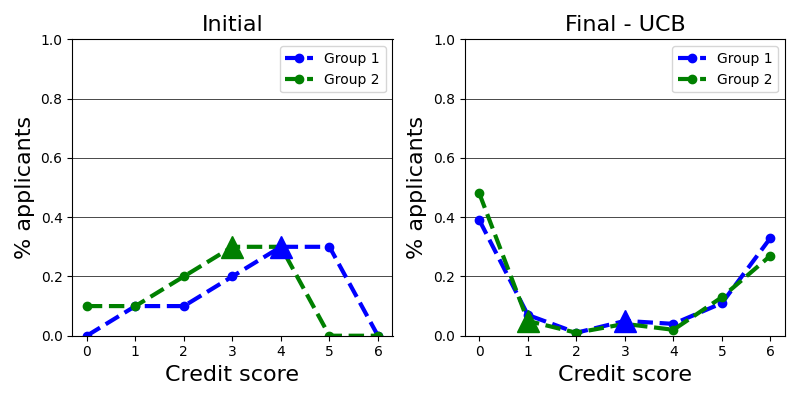 Initial
% applicants
1.0
0.8
0.6
0.4
0.2
0.0
Group 1
Group 2
0 1 2 3 4 5 6
Credit score
Final - UCB
% applicants
1.0
0.8
0.6
0.4
0.2
0.0
Group 1
Group 2
0 1 2 3 4 5 6
Credit score